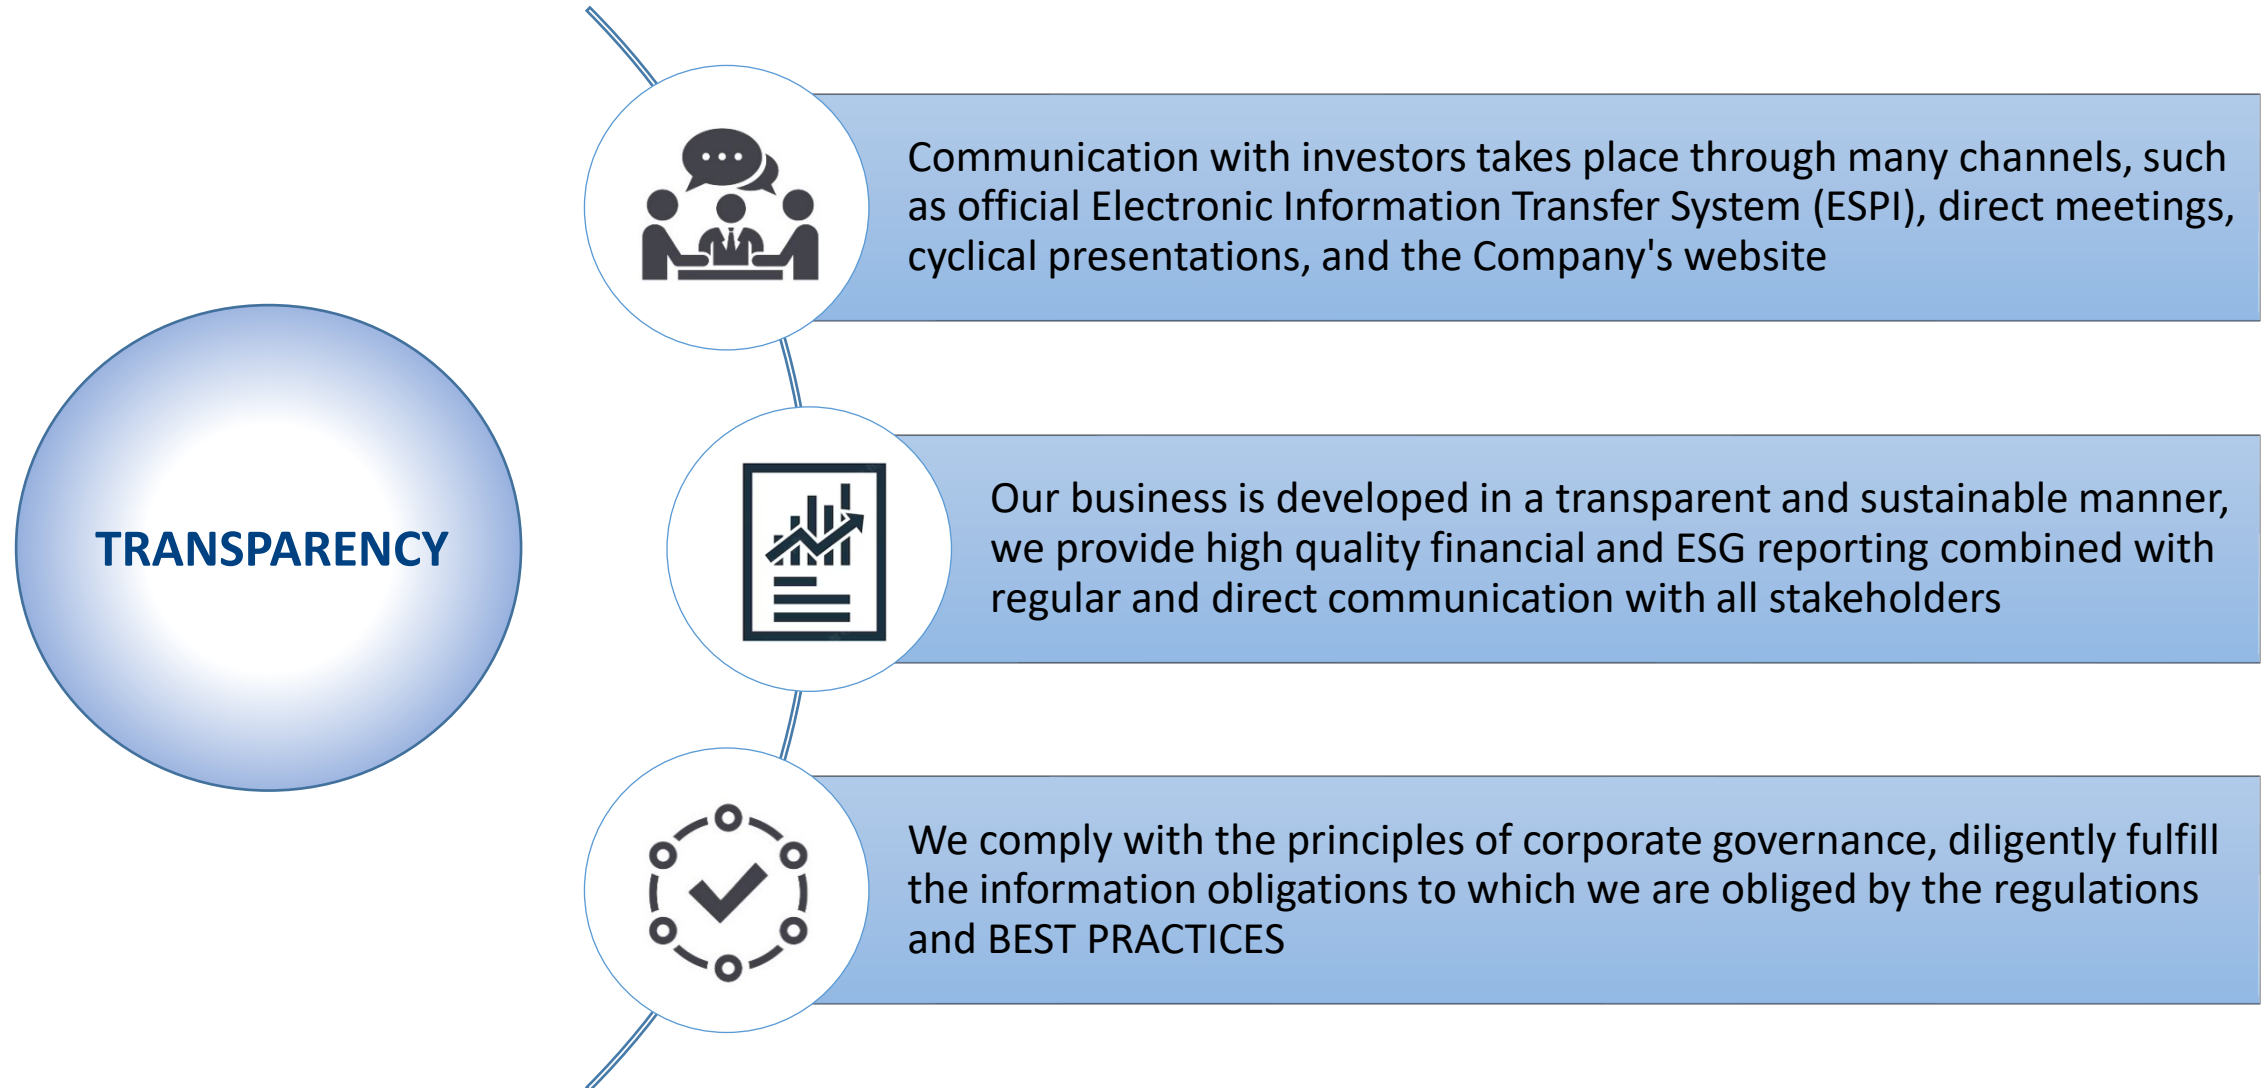 TRANSPARENCY
Communication with investors takes place through many channels, such
as official Electronic Information Transfer System (ESPI), direct meetings,
cyclical presentations, and the Company's website
Our business is developed in a transparent and sustainable manner,
we provide high quality financial and ESG reporting combined with
regular and direct communication with all stakeholders
We comply with the principles of corporate governance, diligently fulfill
the information obligations to which we are obliged by the regulations
and BEST PRACTICES